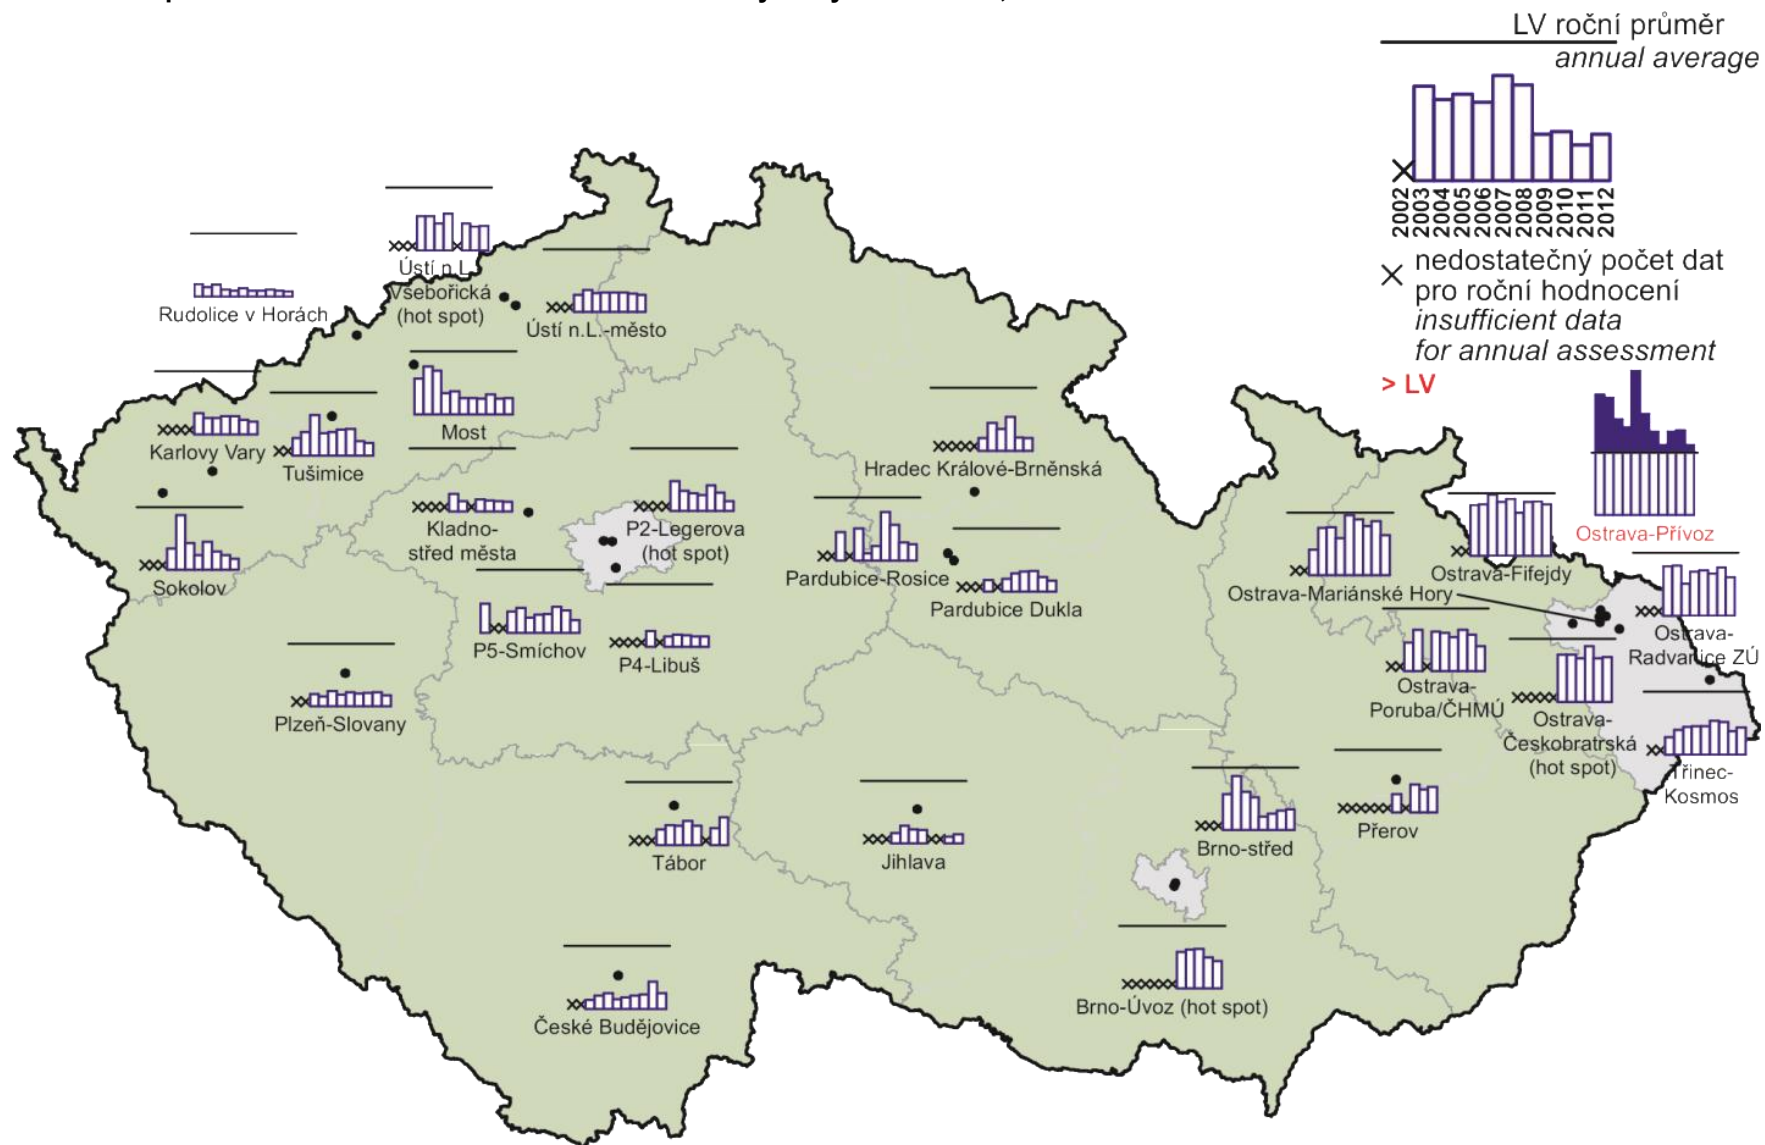 LV roční průměr
annual average
2002 2003 2004 2005 2006 2007 2008 2009 2010 2011 2012
nedostatečný počet dat
pro roční hodnocení
insufficient data
for annual assessment
> LV
Ústí n.L.
Všebořická
(hot spot)
Rudolice v Horách
Ústí n.L.-město
Most
Karlovy Vary
Tušimice
Hradec Králové-Brněnská
Kladno-
střed města
P2-Legerova
(hot spot)
Sokolov
Pardubice-Rosice
Pardubice Dukla
P5-Smíchov
P4-Libuš
Plzeň-Slovany
Ostrava-Přívoz
Ostrava-Fifejdy
Ostrava-Mariánské Hory
Ostrava-
Radvanice ZÚ
Ostrava-
Poruba/ČHMÚ
Ostrava-
Českobratrská
(hot spot)
Třinec-
Kosmos
Přerov
Brno-střed
Tábor
Jihlava
Brno-Úvoz (hot spot)
České Budějovice